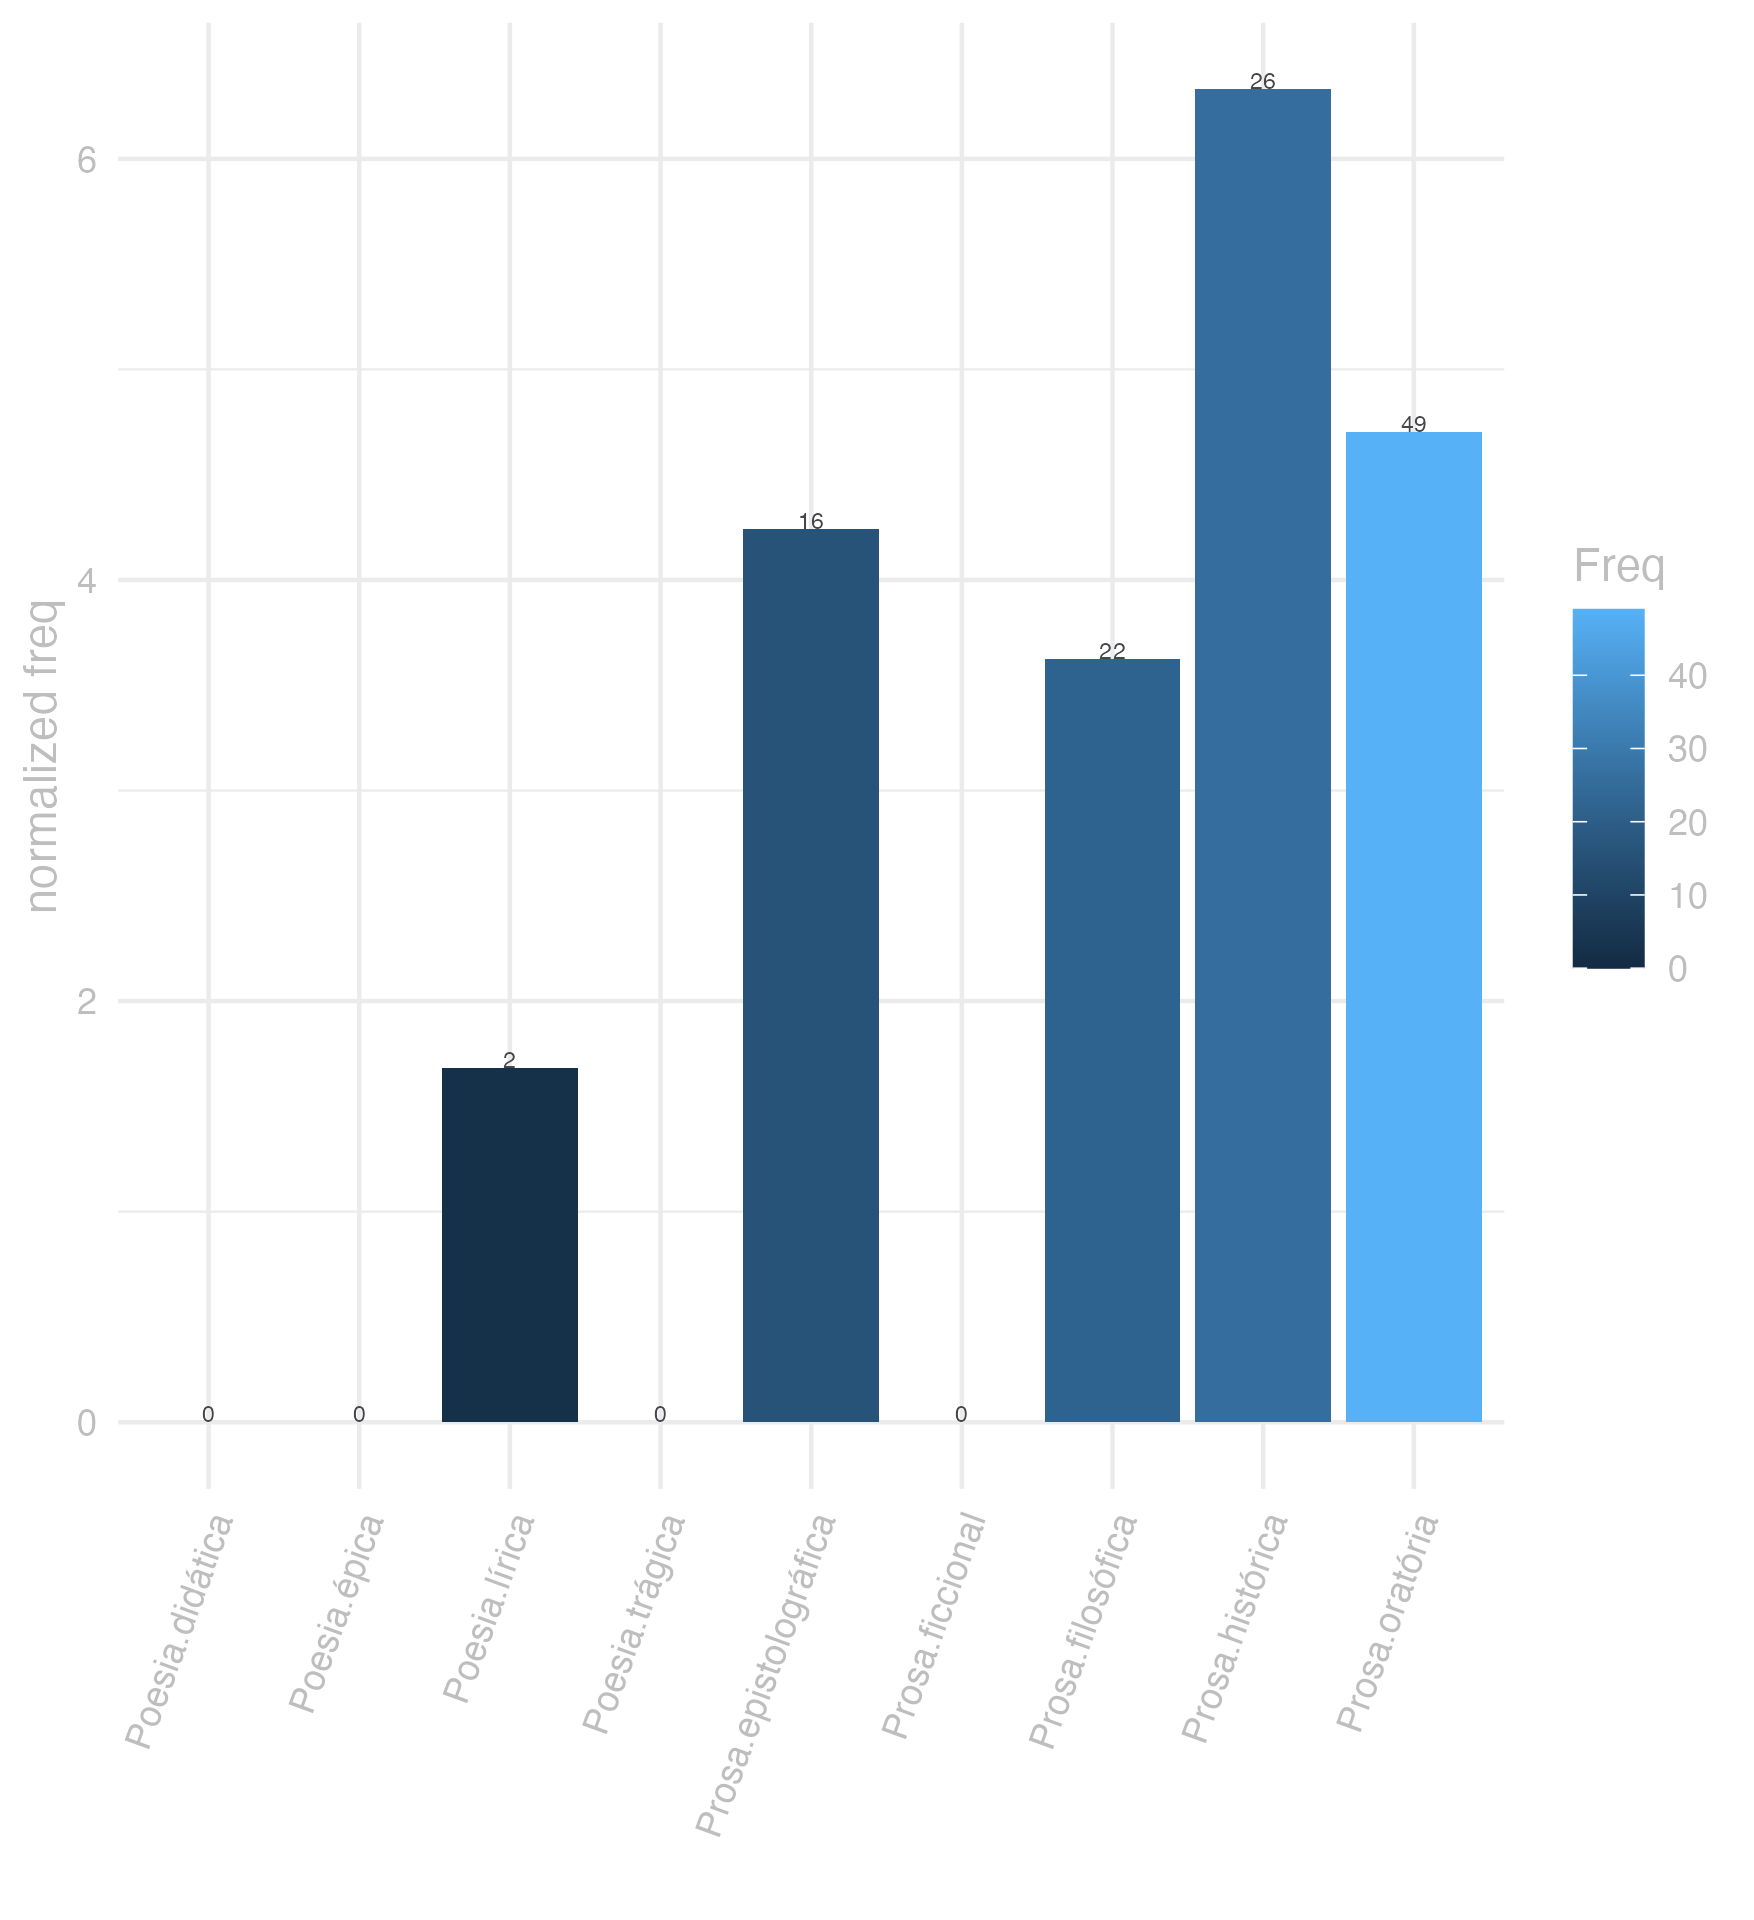 normalized freq
6
4
2
0
26
49
16
22
2
0
0
0
0
Poesia.didática
Poesia.épica
Poesia.lírica
Poesia.trágica
Prosa.epistolográfica
Prosa.ficcional
Prosa.filosófica
Prosa.histórica
Prosa.oratória
Freq
40
30
20
10
0